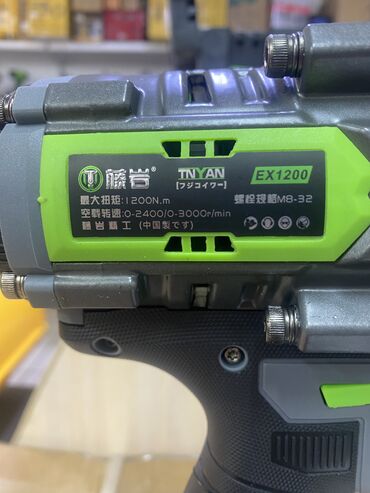 藤岩 TNYAN EX1200
[フジコイワー]
最大扭矩:1200N.m
空载转速:0-2400/0-3000r/min 螺栓规格M8-32
藤岩精工 (中国製です)